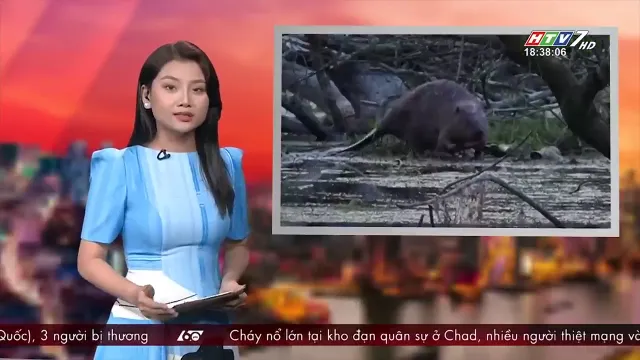 HTV7 HD
18:38:06
Quốc), 3 người bị thương 60 Cháy nổ lớn tại kho đạn quân sự ở Chad, nhiều người thiệt mạng và